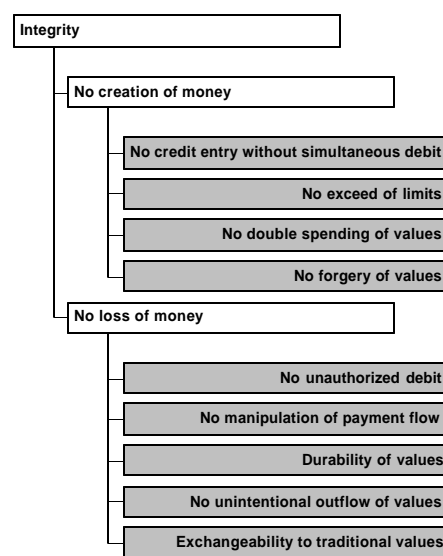 Integrity
No creation of money
No credit entry without simultaneous debit
No exceed of limits
No double spending of values
No forgery of values
No loss of money
No unauthorized debit
No manipulation of payment flow
Durability of values
No unintentional outflow of values
Exchangeability to traditional values